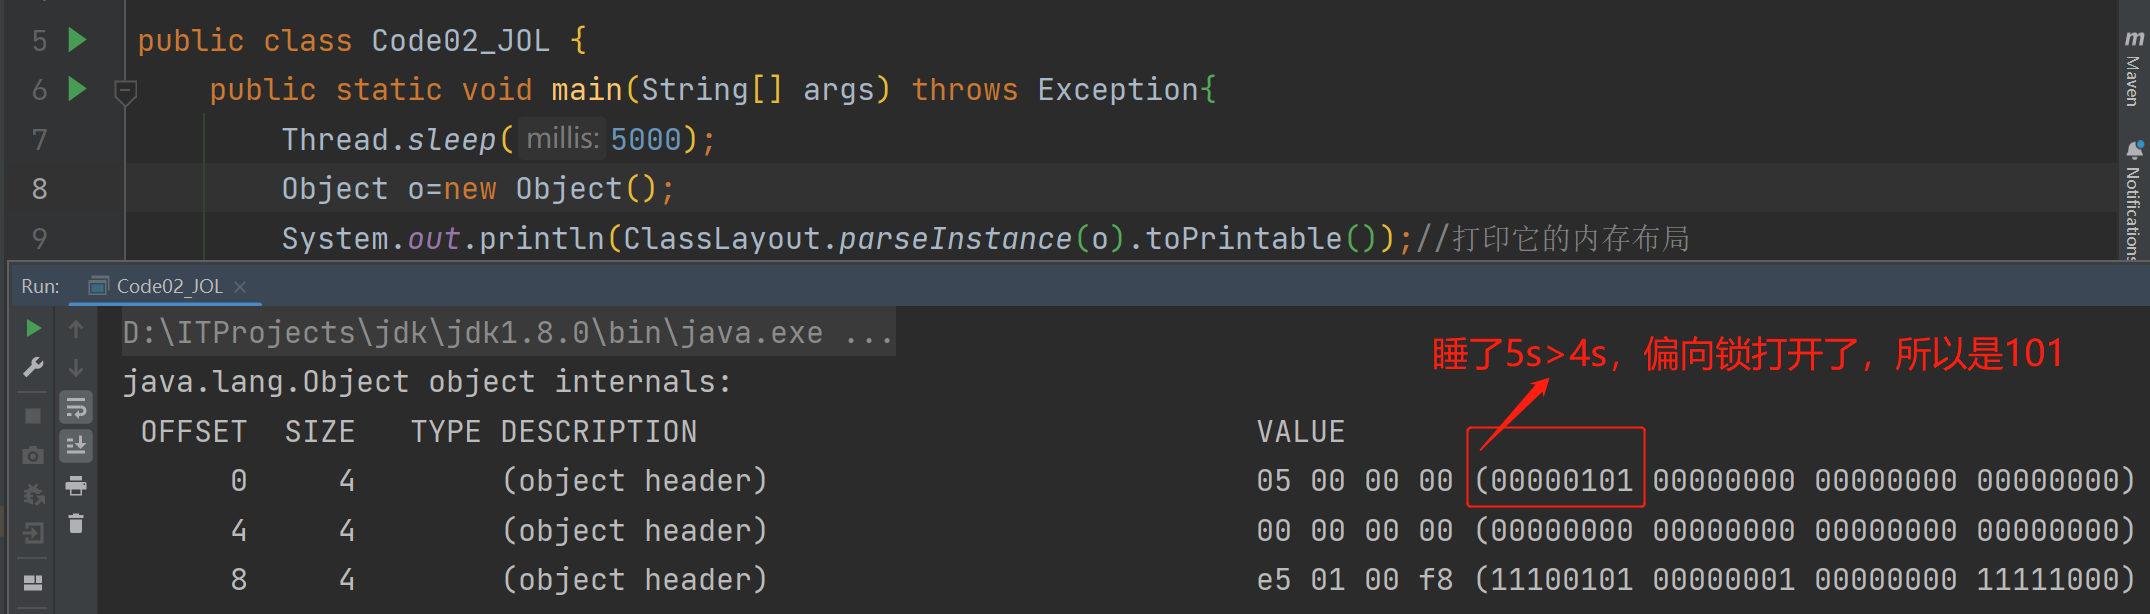 5 public class Code02_JOL {
6 public static void main(String[] args) throws Exception{
7 Thread.sleep( millis: 5000);
8 Object o=new Object();
9 System.out.println(ClassLayout.parseInstance(o).toPrintable());//打印它的内存布局
Maven
Notifications
Run: Code02_JOL ×
D:\ITProjects\jdk\jdk1.8.0\bin\java.exe ...
睡了5s>4s，偏向锁打开了，所以是101
java.lang.Object object internals:
OFFSET SIZE TYPE DESCRIPTION VALUE
0 4 (object header) 05 00 00 00 (00000101 00000000 00000000 00000000)
4 4 (object header) 00 00 00 00 (00000000 00000000 00000000 00000000)
8 4 (object header) e5 01 00 f8 (11100101 00000001 00000000 11111000)